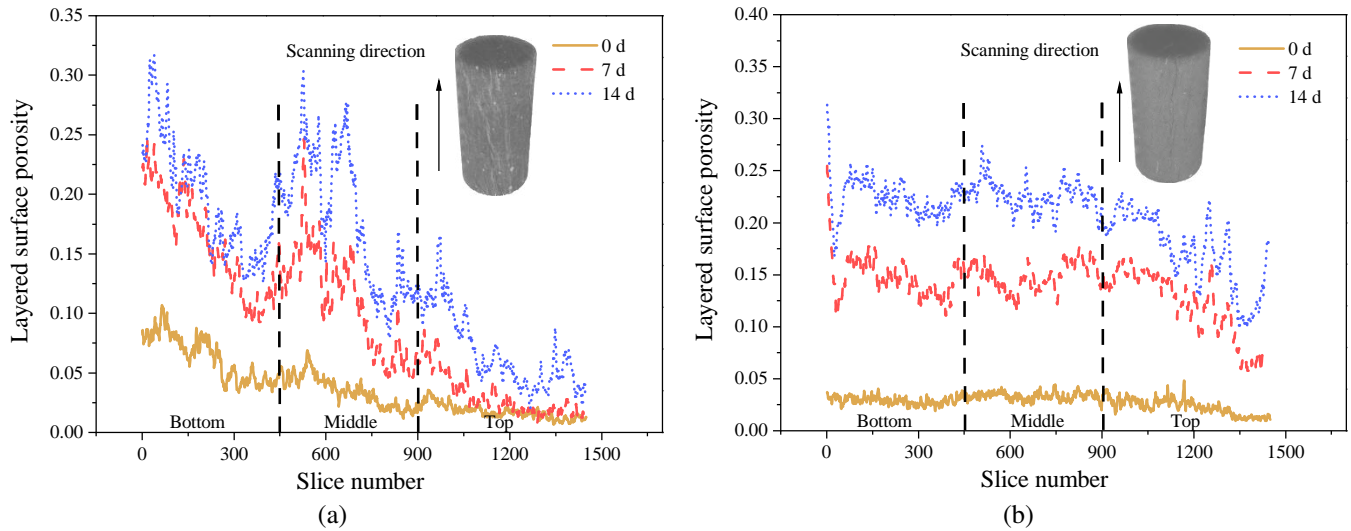 0.35
0.30
0.25
0.20
0.15
0.10
0.05
0.00
Layered surface porosity
Scanning direction
0 d
7 d
14 d
Bottom
Middle
Top
0
300
600
900
1200
1500
Slice number
(a)
0.40
0.35
0.30
0.25
0.20
0.15
0.10
0.05
0.00
Layered surface porosity
Scanning direction
0 d
7 d
14 d
Bottom
Middle
Top
0
300
600
900
1200
1500
Slice number
(b)